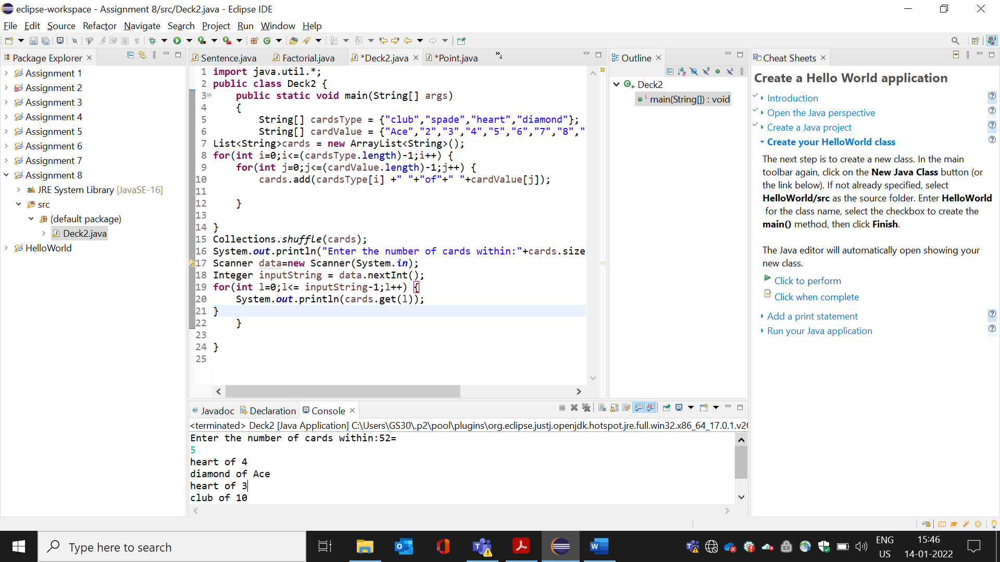 eclipse-workspace - Assignment 8/src/Deck2.java - Eclipse IDE
File Edit Source Refactor Navigate Search Project Run Window Help
Package Explorer
Assignment 1
Assignment 2
Assignment 3
Assignment 4
Assignment 5
Assignment 6
Assignment 7
Assignment 8
JRE System Library [JavaSE-16]
src
(default package)
Deck2.java
HelloWorld
Sentence.java Factorial.java *Deck2.java *Point.java »4
1 import java.util.*;
2 public class Deck2 {
3 public static void main(String[] args)
4 {
5 String[] cardsType = {"club","spade","heart","diamond"};
6 String[] cardValue = {"Ace","2","3","4","5","6","7","8","
7 List<String>cards = new ArrayList<String>();
8 for(int i=0;i<=(cardsType.length)-1;i++) {
9 for(int j=0;j<=(cardValue.length)-1;j++) {
10 cards.add(cardsType[i] +" "+"of"+" "+cardValue[j]);
11
12 }
13
14 }
15 Collections.shuffle(cards);
16 System.out.println("Enter the number of cards within:"+cards.size
17 Scanner data=new Scanner(System.in);
18 Integer inputString = data.nextInt();
19 for(int l=0;l<= inputString-1;l++) {
20 System.out.println(cards.get(l));
21 }
22 }
23
24 }
25
Outline
Deck2
main(String[]) : void
Cheat Sheets
Create a Hello World application
Introduction
Open the Java perspective
Create a Java project
Create your HelloWorld class
The next step is to create a new class. In the main
toolbar again, click on the New Java Class button (or
the link below). If not already specified, select
HelloWorld/src as the source folder. Enter HelloWorld
for the class name, select the checkbox to create the
main() method, then click Finish.
The Java editor will automatically open showing your
new class.
Click to perform
Click when complete
Add a print statement
Run your Java application
Javadoc Declaration Console
<terminated> Deck2 [Java Application] C:\Users\GS30\.p2\pool\plugins\org.eclipse.justj.openjdk.hotspot.jre.full.win32.x86_64_17.0.1.v20
Enter the number of cards within:52=
5
heart of 4
diamond of Ace
heart of 3
club of 10
Type here to search
ENG
US
15:46
14-01-2022